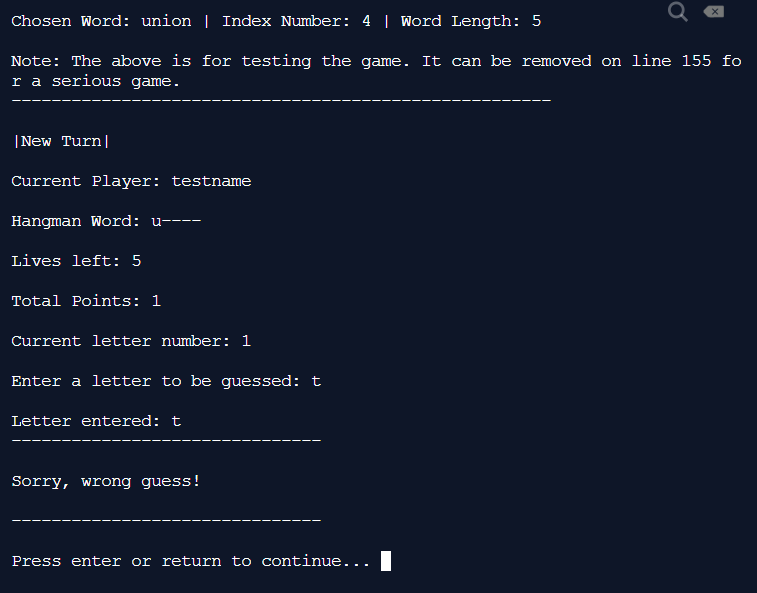 Chosen Word: union | Index Number: 4 | Word Length: 5
Note: The above is for testing the game. It can be removed on line 155 fo
r a serious game.
------------------------------------------------------
|New Turn|
Current Player: testname
Hangman Word: u----
Lives left: 5
Total Points: 1
Current letter number: 1
Enter a letter to be guessed: t
Letter entered: t
-------------------------------
Sorry, wrong guess!
-------------------------------
Press enter or return to continue...